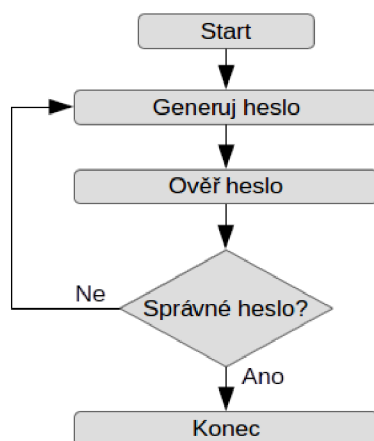 Start
Generuj heslo
Ověř heslo
Správné heslo?
Ne
Ano
Konec